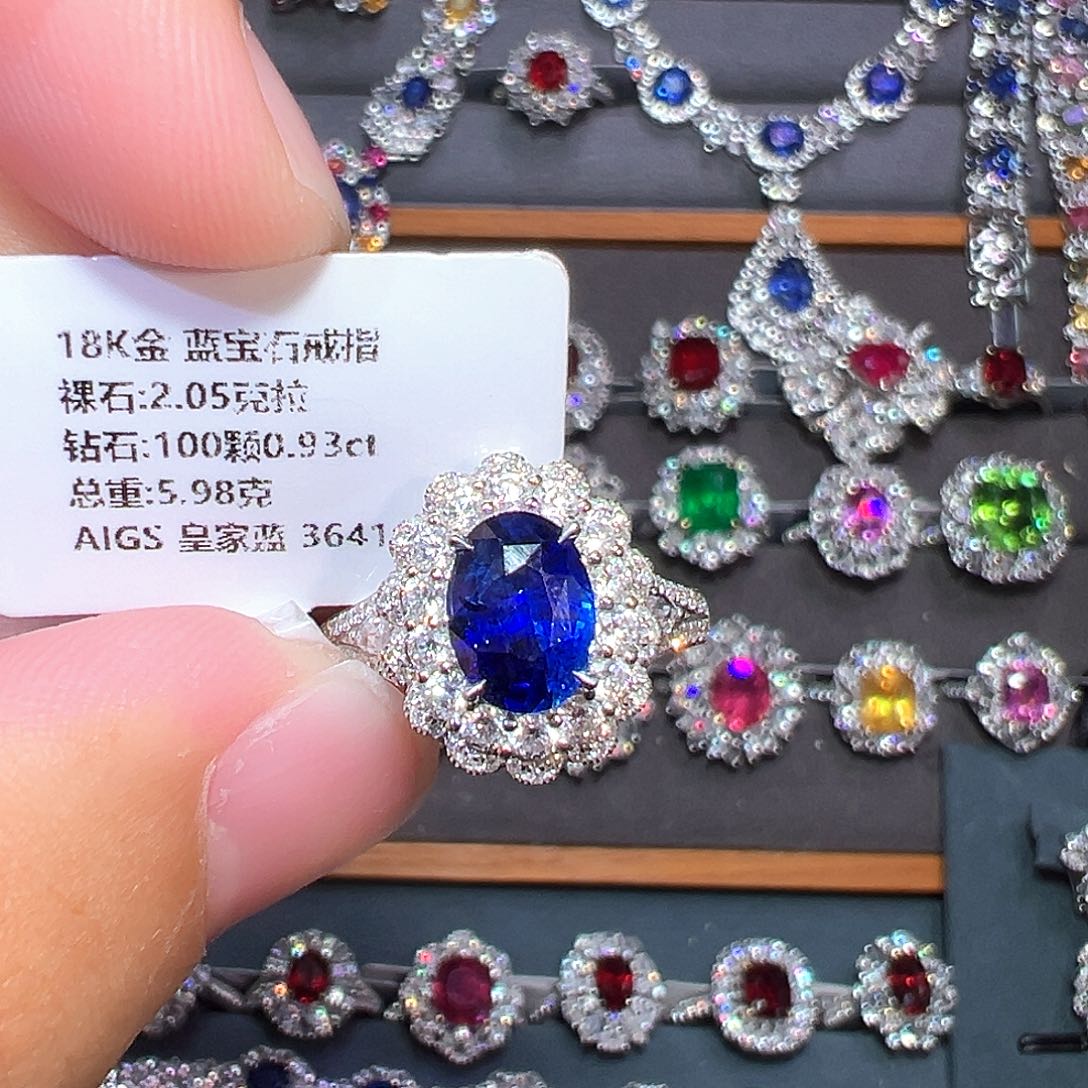 18K金 蓝宝石戒指
裸石:2.05克拉
钻石:100颗0.93ct
总重:5.98克
AIGS 皇家蓝 3641